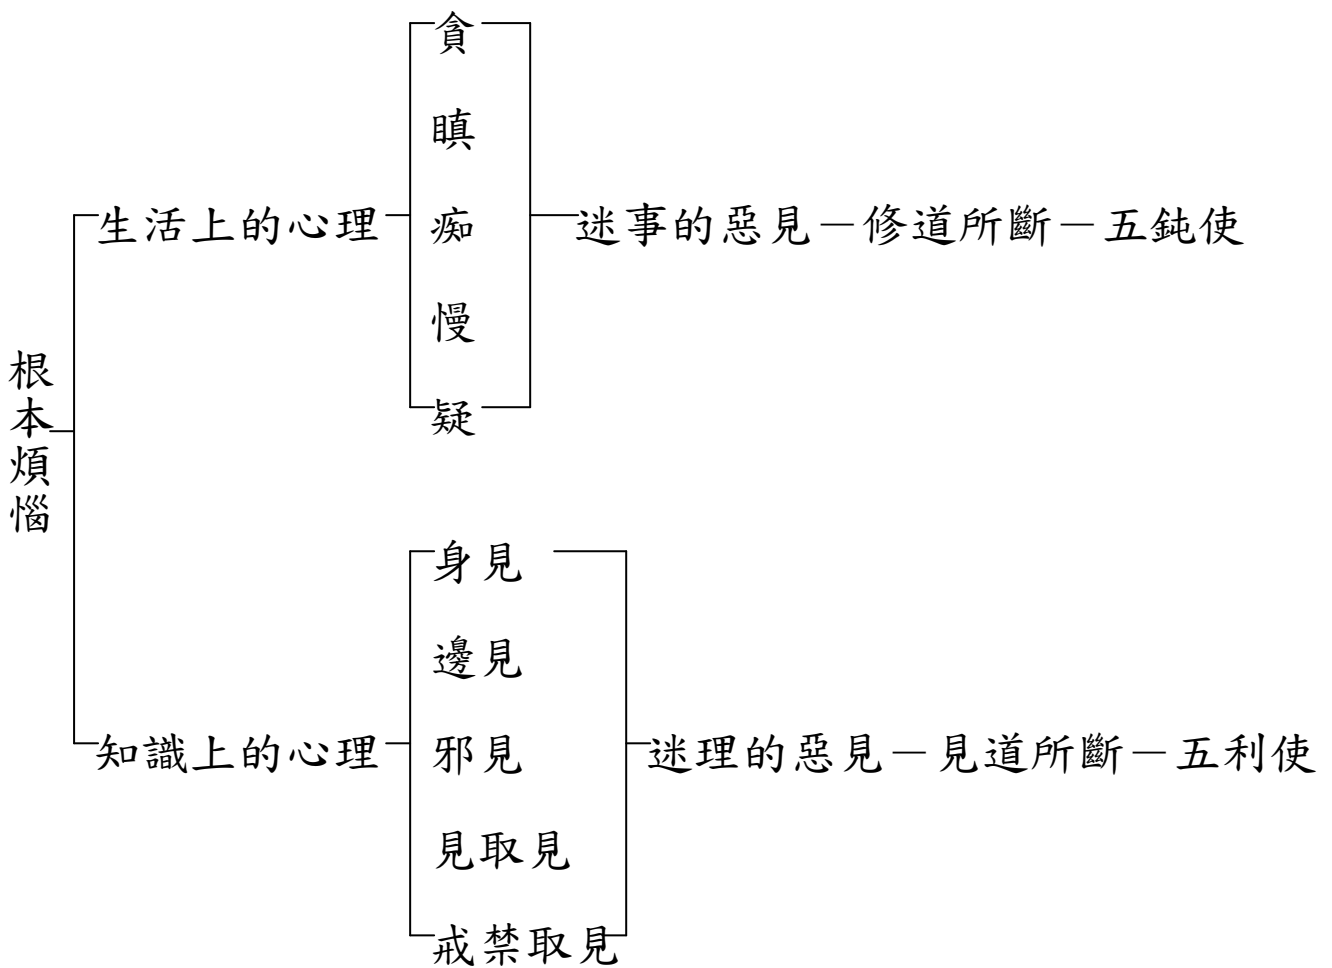 根本煩惱
生活上的心理
貪
瞋
痴
慢
疑
迷事的惡見－修道所斷－五鈍使
知識上的心理
身見
邊見
邪見
見取見
戒禁取見
迷理的惡見－見道所斷－五利使